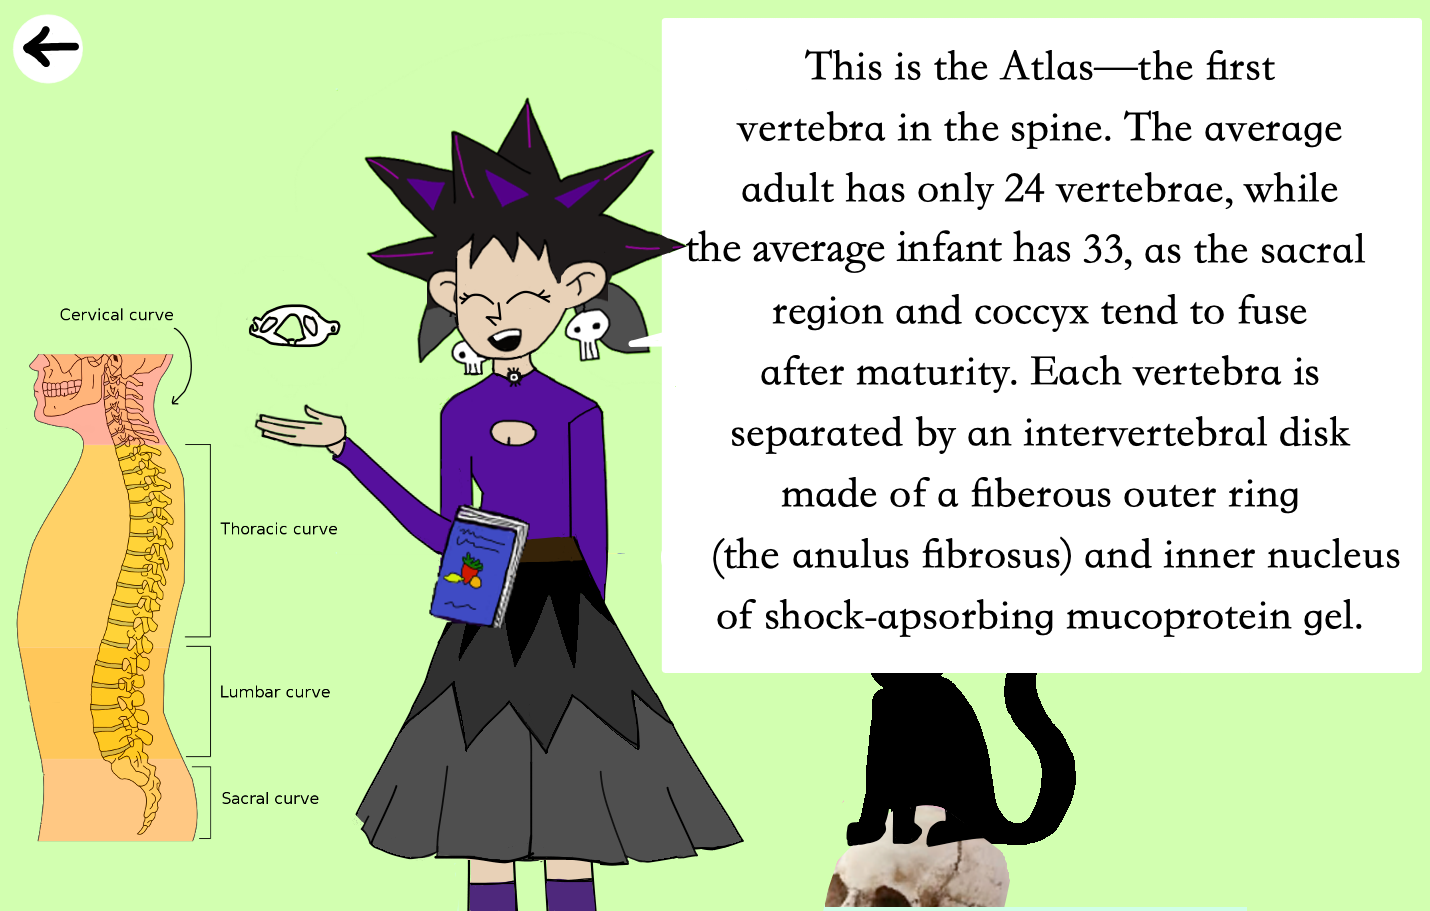 This is the Atlas—the first
vertebra in the spine. The average
adult has only 24 vertebrae, while
the average infant has 33, as the sacral
region and coccyx tend to fuse
after maturity. Each vertebra is
separated by an intervertebral disk
made of a fiberous outer ring
(the anulus fibrosus) and inner nucleus
of shock-apsorbing mucoprotein gel.
Cervical curve
Thoracic curve
Lumbar curve
Sacral curve